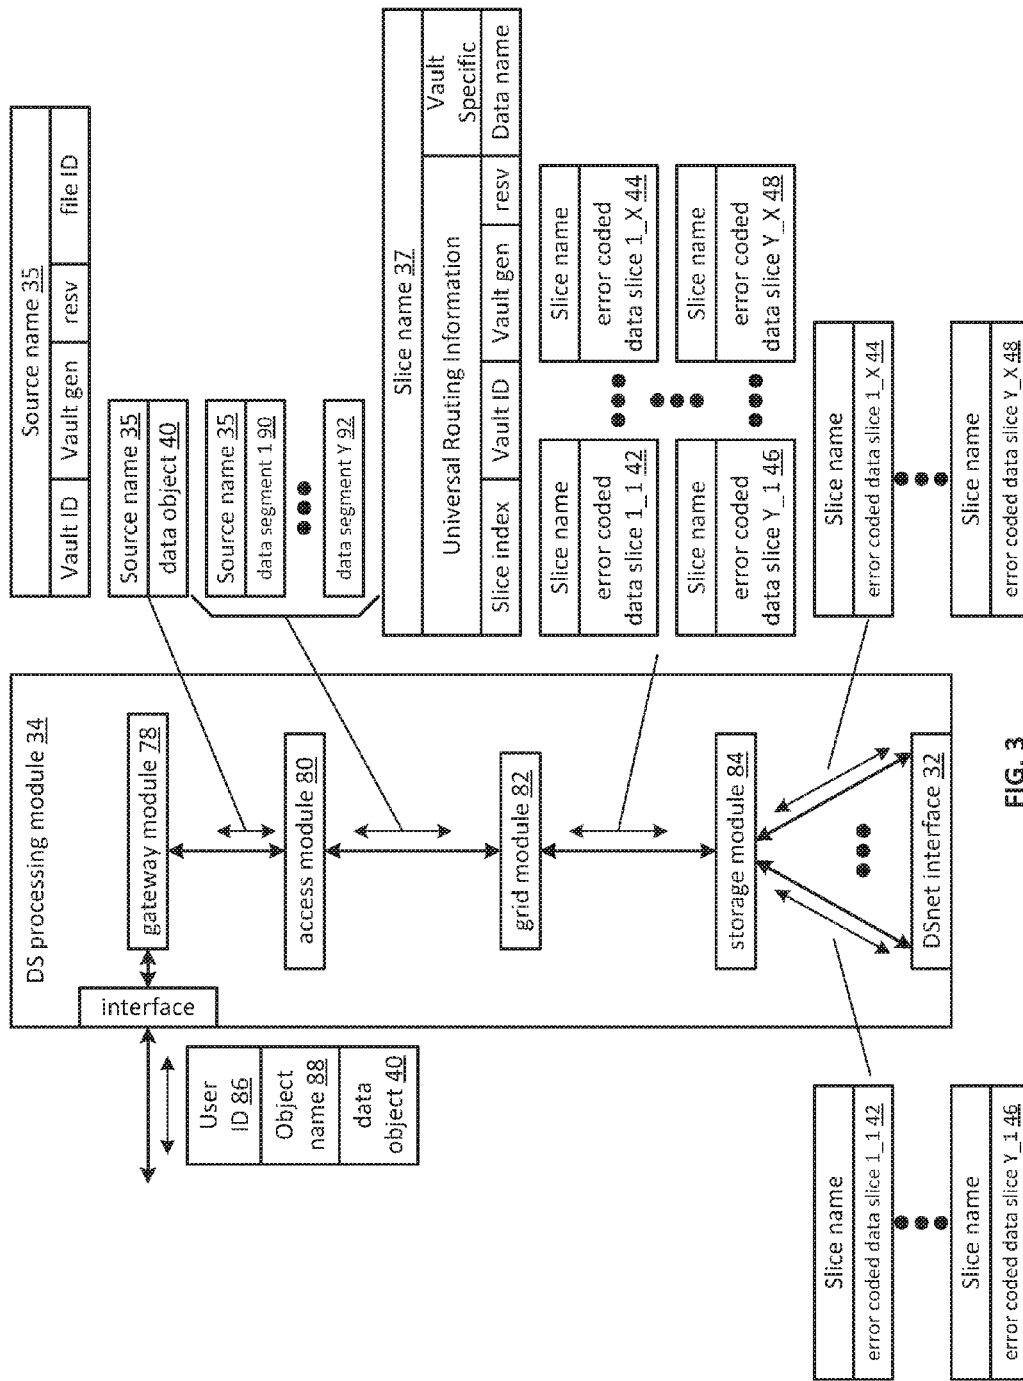 DS processing module 34
interface
gateway module 78
access module 80
grid module 82
storage module 84
DSnet interface 32
User
ID 86
Object
name 88
data
object 40
Source name 35
Vault ID
Vault gen
resv
file ID
Source name 35
data object 40
Source name 35
data segment 1 90
data segment Y 92
Slice name 37
Universal Routing Information
Vault
Specific
Slice index
Vault ID
Vault gen
resv
Data name
Slice name
error coded
data slice 1_1 42
Slice name
error coded
data slice 1_X 44
Slice name
error coded
data slice Y_1 46
Slice name
error coded
data slice Y_X 48
Slice name
error coded data slice 1_1 42
Slice name
error coded data slice Y_1 46
Slice name
error coded data slice 1_X 44
Slice name
error coded data slice Y_X 48
FIG. 3